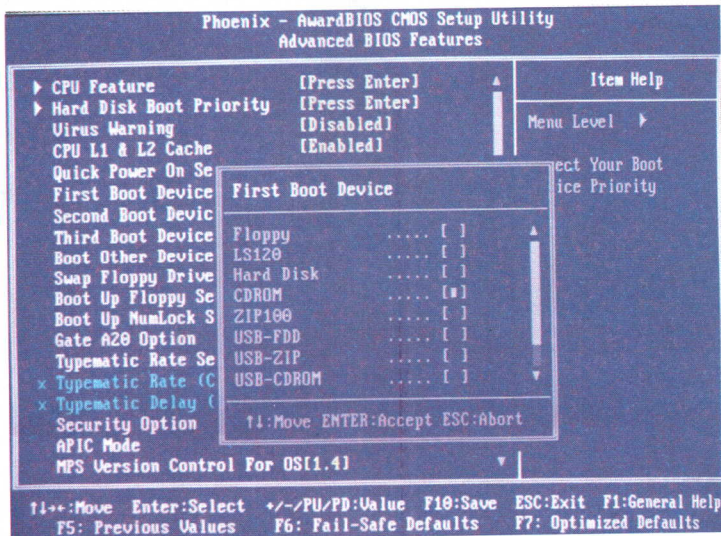 Phoenix - AwardBIOS CMOS Setup Utility
Advanced BIOS Features
CPU Feature [Press Enter]
Hard Disk Boot Priority [Press Enter]
Virus Warning [Disabled]
CPU L1 & L2 Cache [Enabled]
Quick Power On Se
First Boot Device
Second Boot Devic
Third Boot Device
Boot Other Device
Swap Floppy Drive
Boot Up Floppy Se
Boot Up NumLock S
Gate A20 Option
Typematic Rate Se
x Typematic Rate (C
x Typematic Delay (
Security Option
APIC Mode
MPS Version Control For OS[1.4]
First Boot Device
Floppy ..... [ ]
LS120 ..... [ ]
Hard Disk ..... [ ]
CDROM ..... [■]
ZIP100 ..... [ ]
USB-FDD ..... [ ]
USB-ZIP ..... [ ]
USB-CDROM ..... [ ]
↑↓:Move ENTER:Accept ESC:Abort
Item Help
Menu Level
ect Your Boot
ice Priority
↑↓→←:Move Enter:Select +/-/PU/PD:Value F10:Save ESC:Exit F1:General Help
F5: Previous Values F6: Fail-Safe Defaults F7: Optimized Defaults